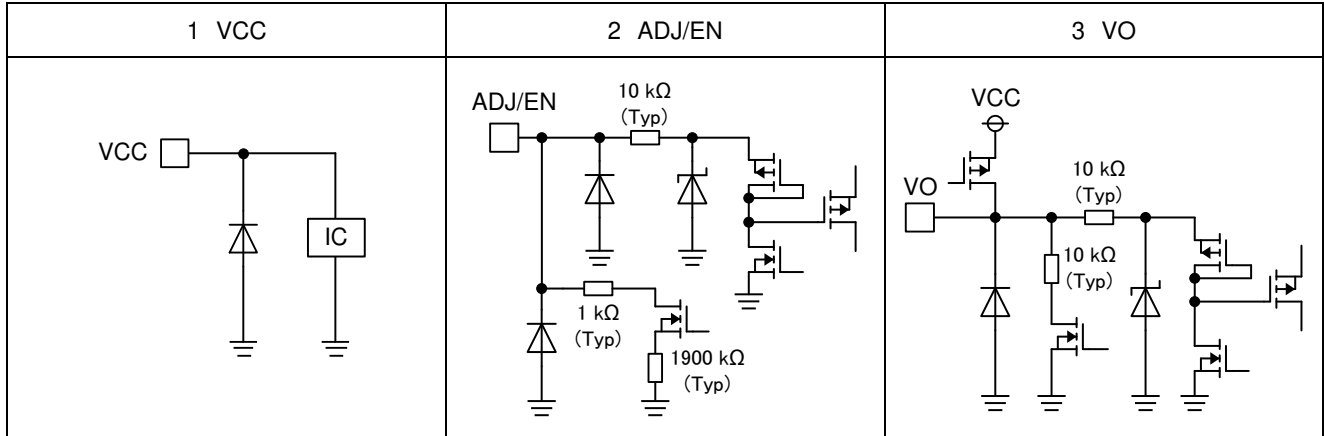 1 VCC
2 ADJ/EN
3 VO
VCC
IC
ADJ/EN
10 kΩ
(Typ)
1 kΩ
(Typ)
1900 kΩ
(Typ)
VCC
VO
10 kΩ
(Typ)
10 kΩ
(Typ)